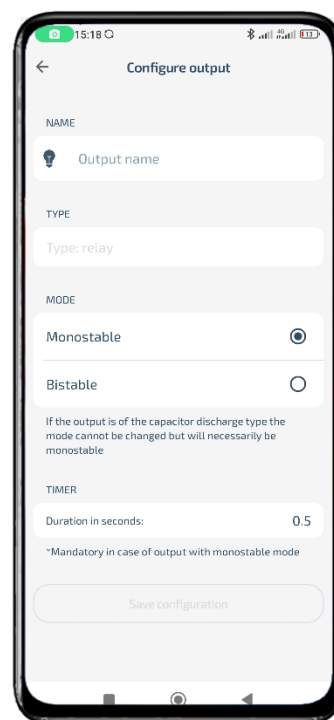 15:18
4G
13
Configure output
NAME
Output name
TYPE
Type: relay
MODE
Monostable
Bistable
If the output is of the capacitor discharge type the
mode cannot be changed but will necessarily be
monostable
TIMER
Duration in seconds: 0.5
*Mandatory in case of output with monostable mode
Save configuration